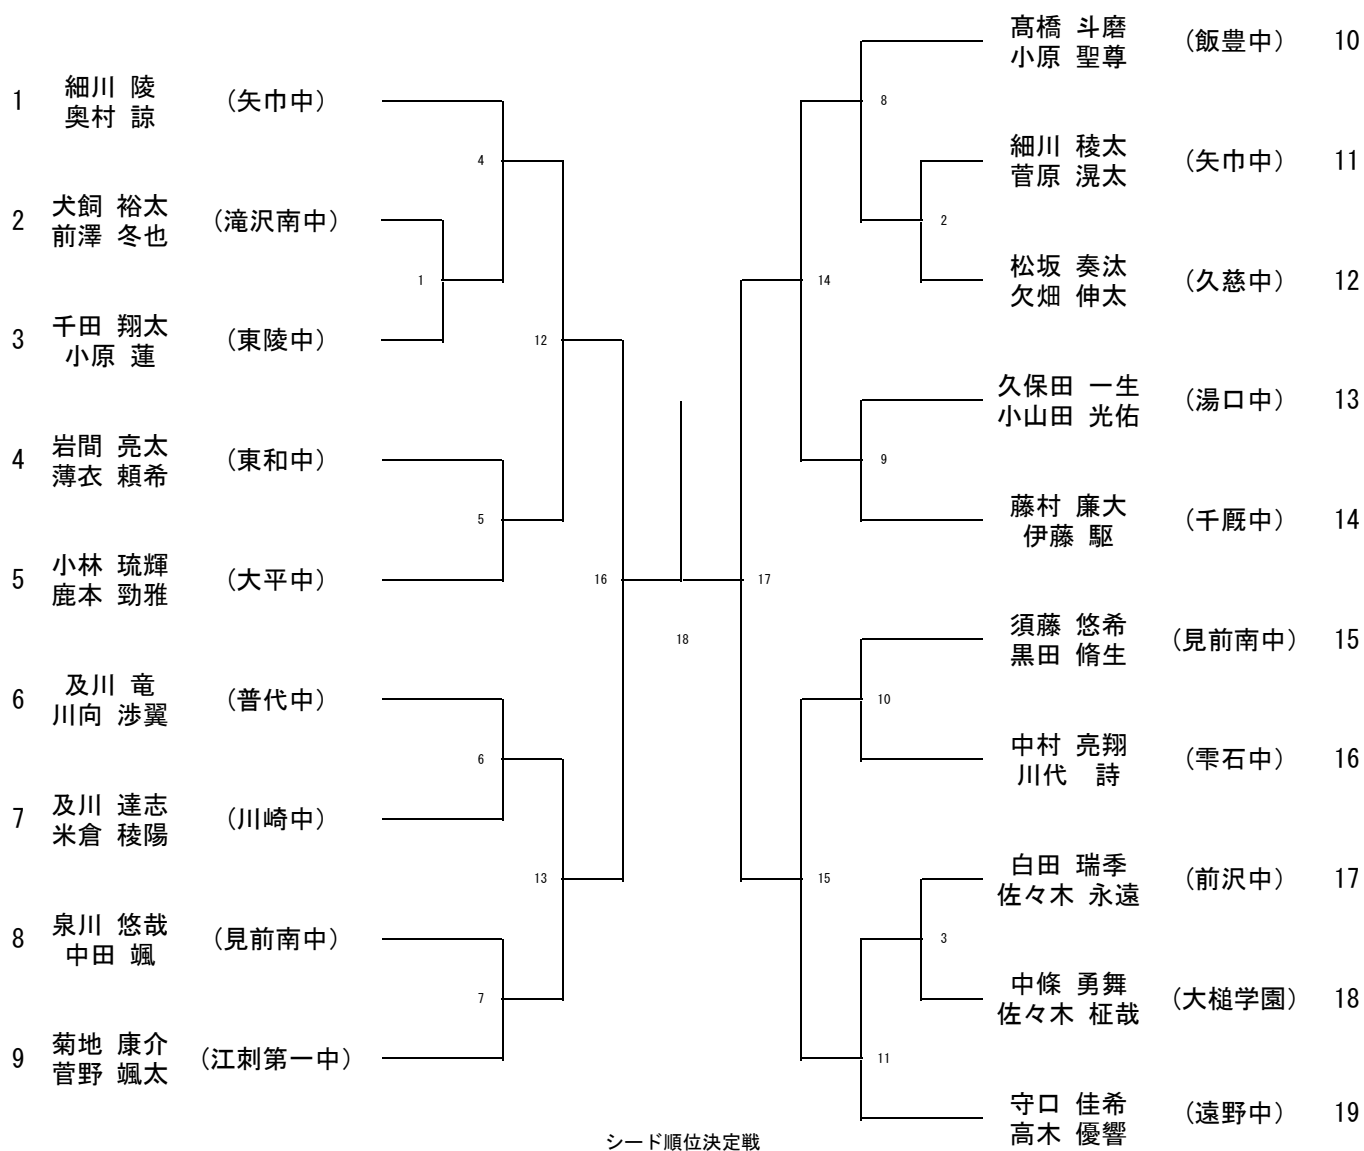 1 細川 陵 (矢巾中)
奥村 諒
2 犬飼 裕太 (滝沢南中)
前澤 冬也
3 千田 翔太 (東陵中)
小原 蓮
4 岩間 亮太 (東和中)
薄衣 頼希
5 小林 琉輝 (大平中)
鹿本 勁雅
6 及川 竜 (普代中)
川向 渉翼
7 及川 達志 (川崎中)
米倉 稜陽
8 泉川 悠哉 (見前南中)
中田 颯
9 菊地 康介 (江刺第一中)
菅野 颯太
4
1
12
5
16
6
13
7
18
8
2
14
9
17
10
15
3
11
髙橋 斗磨 (飯豊中) 10
小原 聖尊
細川 稜太 (矢巾中) 11
菅原 滉太
松坂 奏汰 (久慈中) 12
欠畑 伸太
久保田 一生 (湯口中) 13
小山田 光佑
藤村 廉大 (千厩中) 14
伊藤 駆
須藤 悠希 (見前南中) 15
黒田 脩生
中村 亮翔 (雫石中) 16
川代 詩
白田 瑞季 (前沢中) 17
佐々木 永遠
中條 勇舞 (大槌学園) 18
佐々木 柾哉
守口 佳希 (遠野中) 19
高木 優響
シード順位決定戦